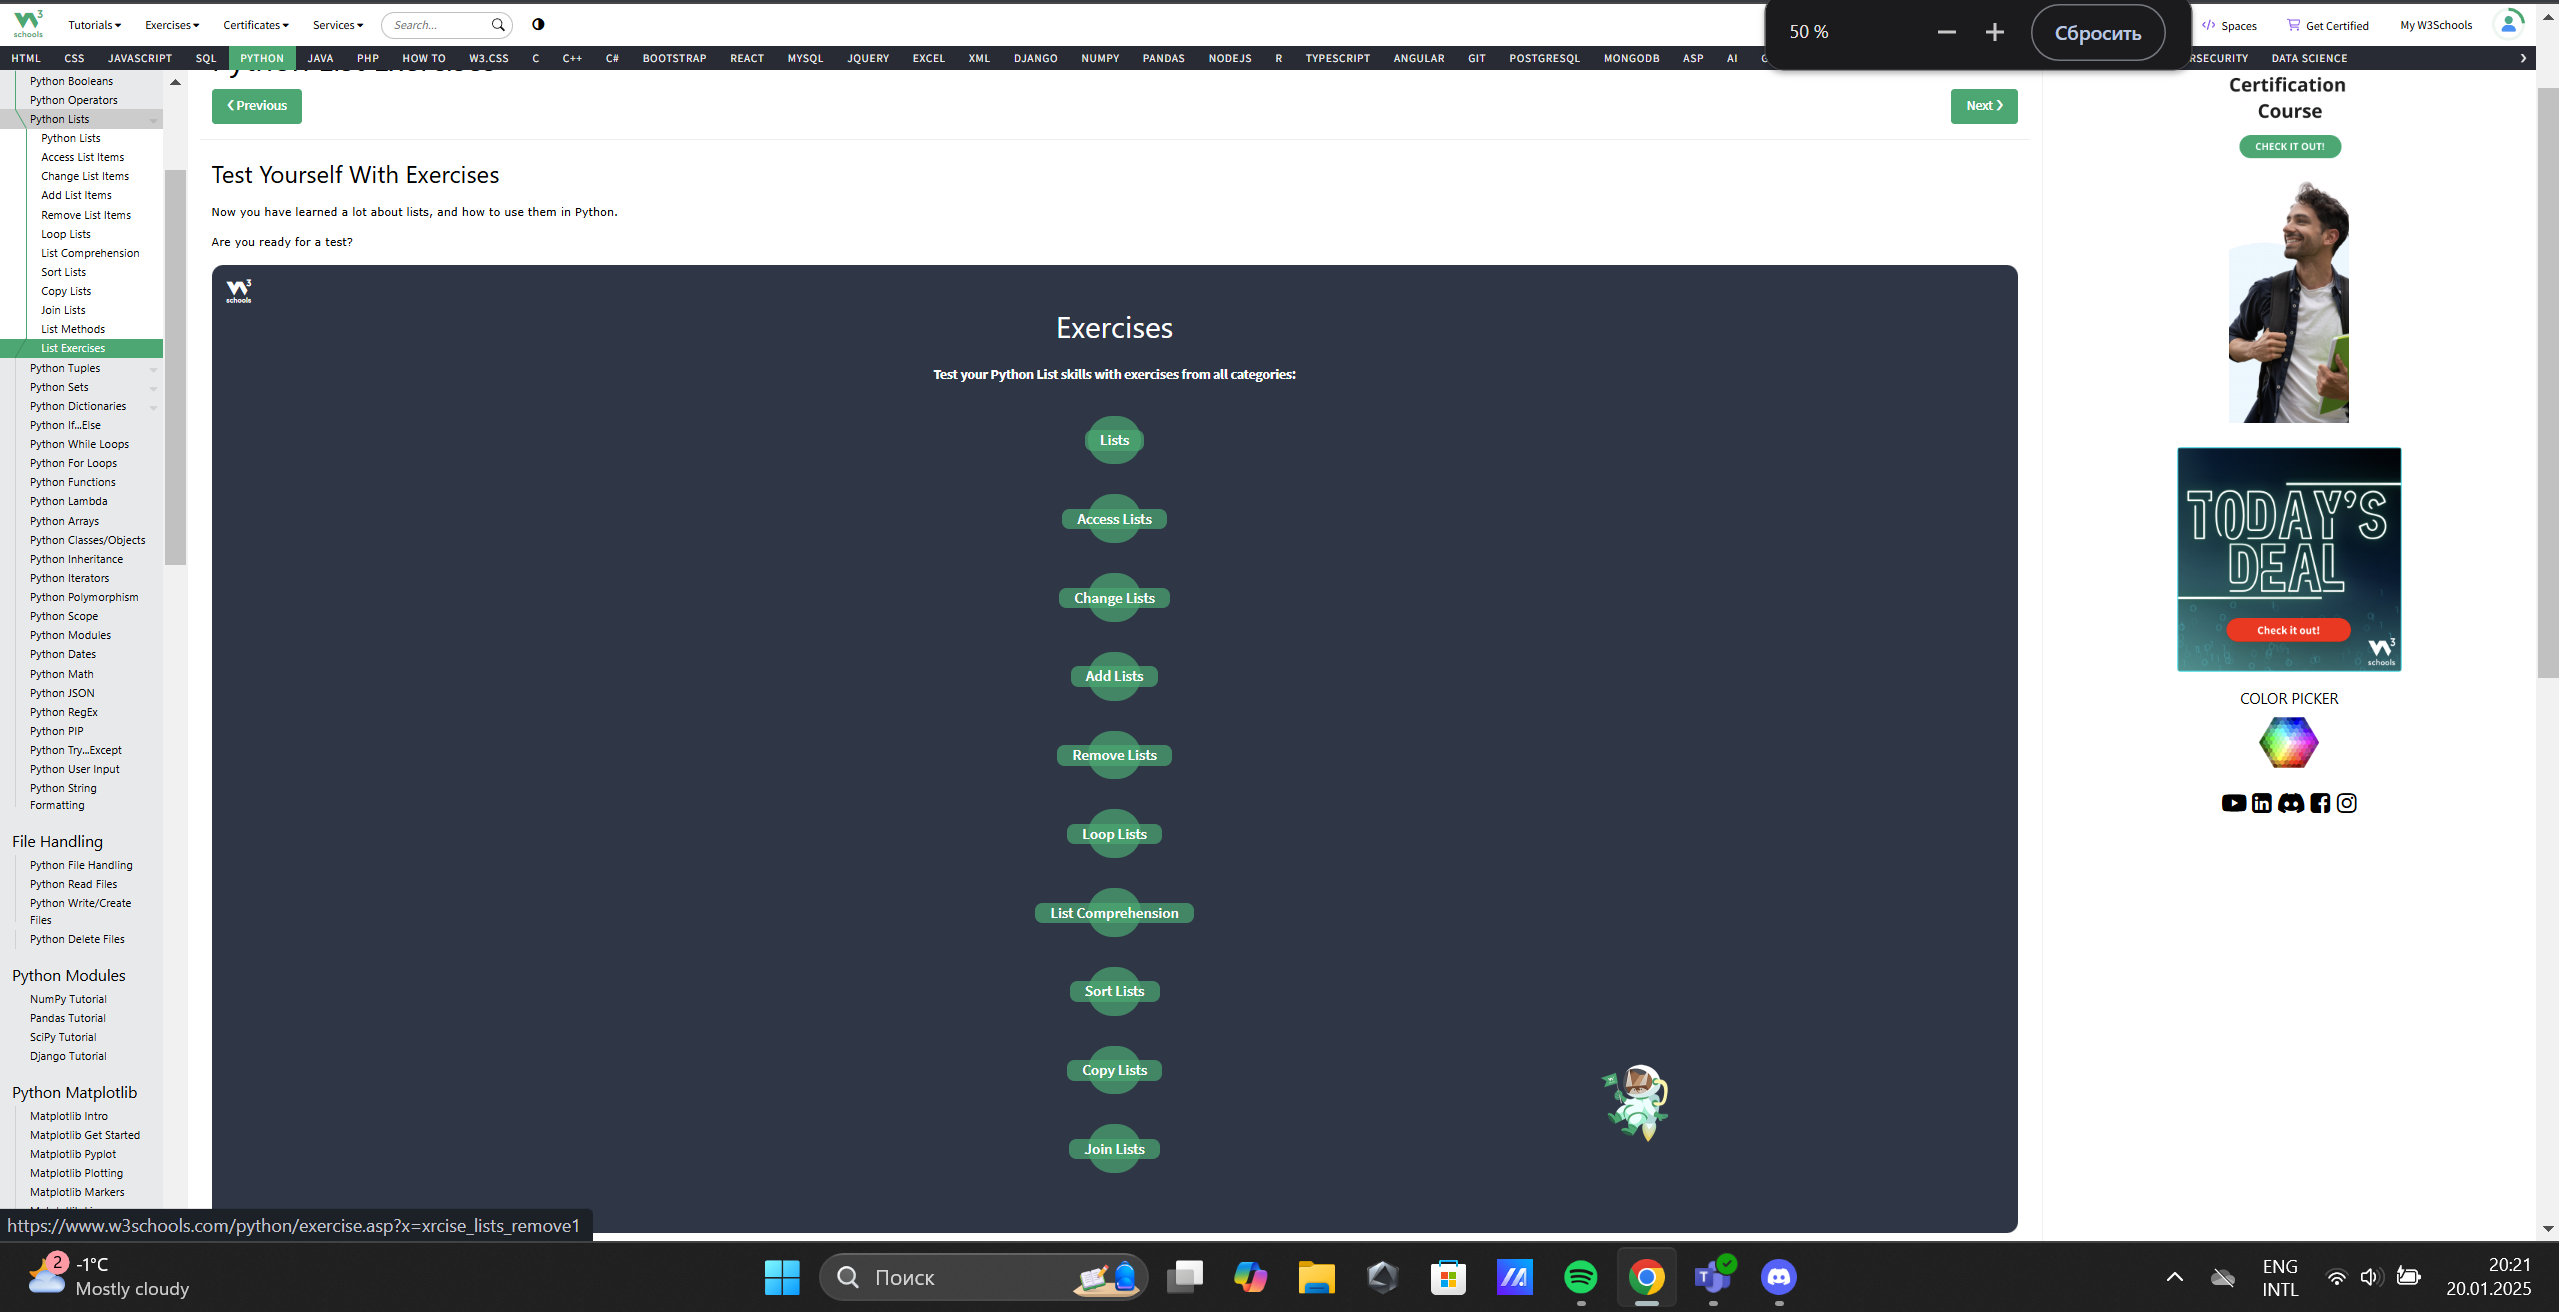 W3 schools
Tutorials Exercises Certificates Services Search...
50 % Сбросить
Spaces Get Certified My W3Schools
HTML CSS JAVASCRIPT SQL PYTHON JAVA PHP HOW TO W3.CSS C C++ C# BOOTSTRAP REACT MYSQL JQUERY EXCEL XML DJANGO NUMPY PANDAS NODEJS R TYPESCRIPT ANGULAR GIT POSTGRESQL MONGODB ASP AI DATA SCIENCE
Python Booleans
Python Operators
Python Lists
Python Lists
Access List Items
Change List Items
Add List Items
Remove List Items
Loop Lists
List Comprehension
Sort Lists
Copy Lists
Join Lists
List Methods
List Exercises
Python Tuples
Python Sets
Python Dictionaries
Python If...Else
Python While Loops
Python For Loops
Python Functions
Python Lambda
Python Arrays
Python Classes/Objects
Python Inheritance
Python Iterators
Python Polymorphism
Python Scope
Python Modules
Python Dates
Python Math
Python JSON
Python RegEx
Python PIP
Python Try...Except
Python User Input
Python String
Formatting
File Handling
Python File Handling
Python Read Files
Python Write/Create
Files
Python Delete Files
Python Modules
NumPy Tutorial
Pandas Tutorial
SciPy Tutorial
Django Tutorial
Python Matplotlib
Matplotlib Intro
Matplotlib Get Started
Matplotlib Pyplot
Matplotlib Plotting
Matplotlib Markers
❮ Previous
Next ❯
Test Yourself With Exercises
Now you have learned a lot about lists, and how to use them in Python.
Are you ready for a test?
W3 schools
Exercises
Test your Python List skills with exercises from all categories:
Lists
Access Lists
Change Lists
Add Lists
Remove Lists
Loop Lists
List Comprehension
Sort Lists
Copy Lists
Join Lists
Certification
Course
CHECK IT OUT!
TODAY'S
DEAL
Check it out!
W3 schools
COLOR PICKER
https://www.w3schools.com/python/exercise.asp?x=xrcise_lists_remove1
2
-1°C
Mostly cloudy
Поиск
ENG
INTL
20:21
20.01.2025